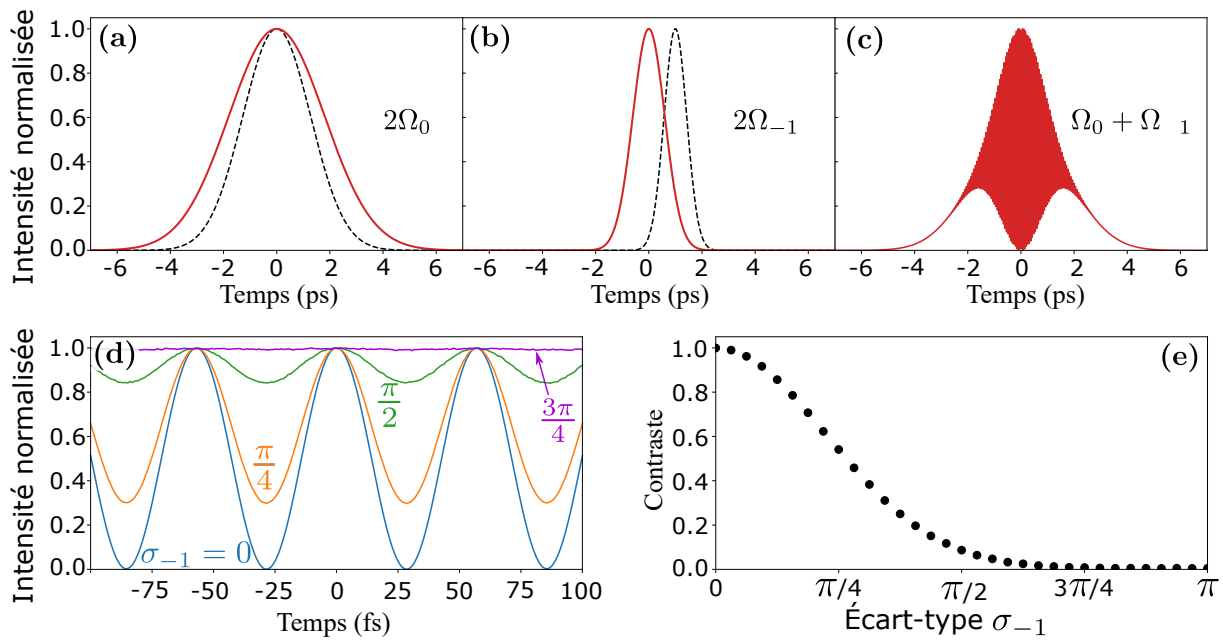 (a)
(b)
(c)
Intensité normalisée
1.0
0.8
0.6
0.4
0.2
0.0
2Ω₀
2Ω₋₁
Ω₀ + Ω 1
-6 -4 -2 0 2 4 6
-6 -4 -2 0 2 4 6
-6 -4 -2 0 2 4 6
Temps (ps)
Temps (ps)
Temps (ps)
(d)
Intensité normalisée
1.0
0.8
0.6
0.4
0.2
0.0
π/2
3π/4
π/4
σ₋₁ = 0
-75 -50 -25 0 25 50 75 100
Temps (fs)
(e)
Contraste
1.0
0.8
0.6
0.4
0.2
0.0
0 π/4 π/2 3π/4 π
Écart-type σ₋₁